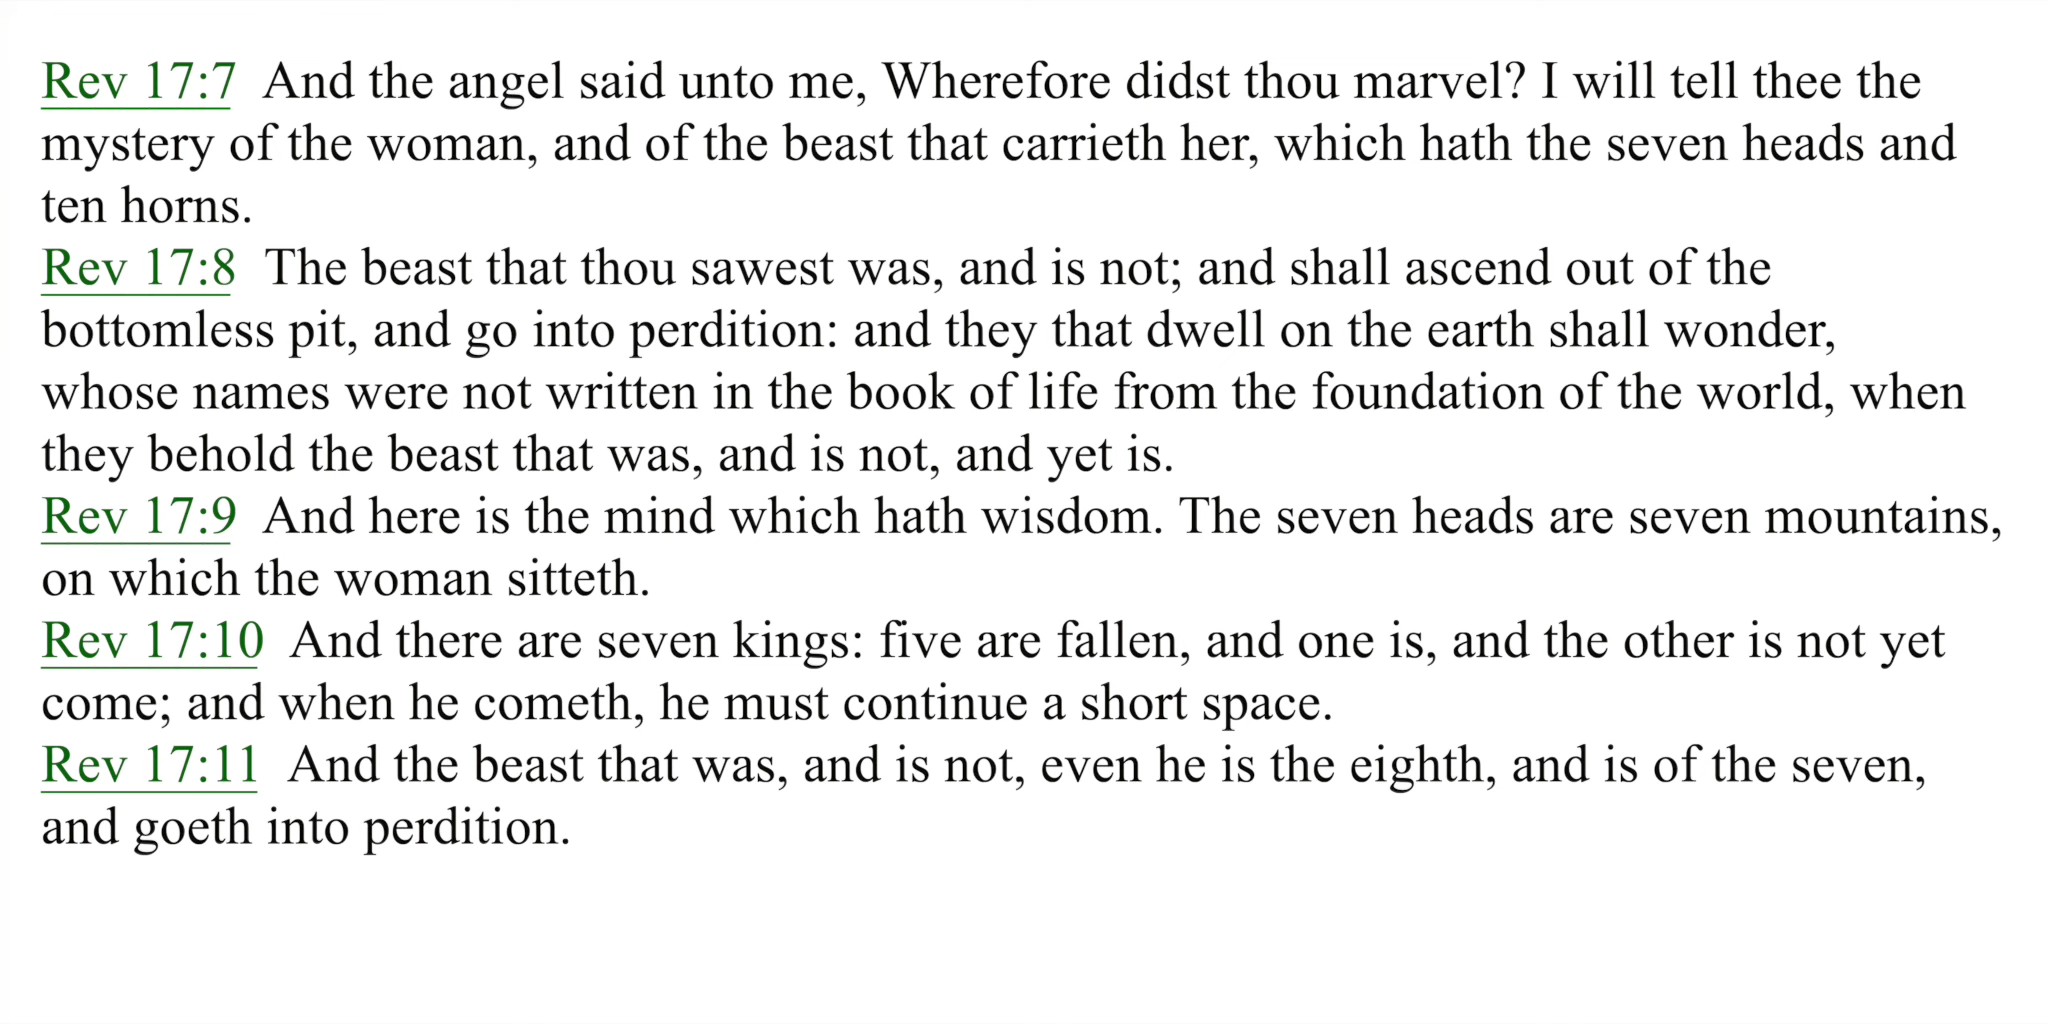 Rev 17:7 And the angel said unto me, Wherefore didst thou marvel? I will tell thee the
mystery of the woman, and of the beast that carrieth her, which hath the seven heads and
ten horns.
Rev 17:8 The beast that thou sawest was, and is not; and shall ascend out of the
bottomless pit, and go into perdition: and they that dwell on the earth shall wonder,
whose names were not written in the book of life from the foundation of the world, when
they behold the beast that was, and is not, and yet is.
Rev 17:9 And here is the mind which hath wisdom. The seven heads are seven mountains,
on which the woman sitteth.
Rev 17:10 And there are seven kings: five are fallen, and one is, and the other is not yet
come; and when he cometh, he must continue a short space.
Rev 17:11 And the beast that was, and is not, even he is the eighth, and is of the seven,
and goeth into perdition.